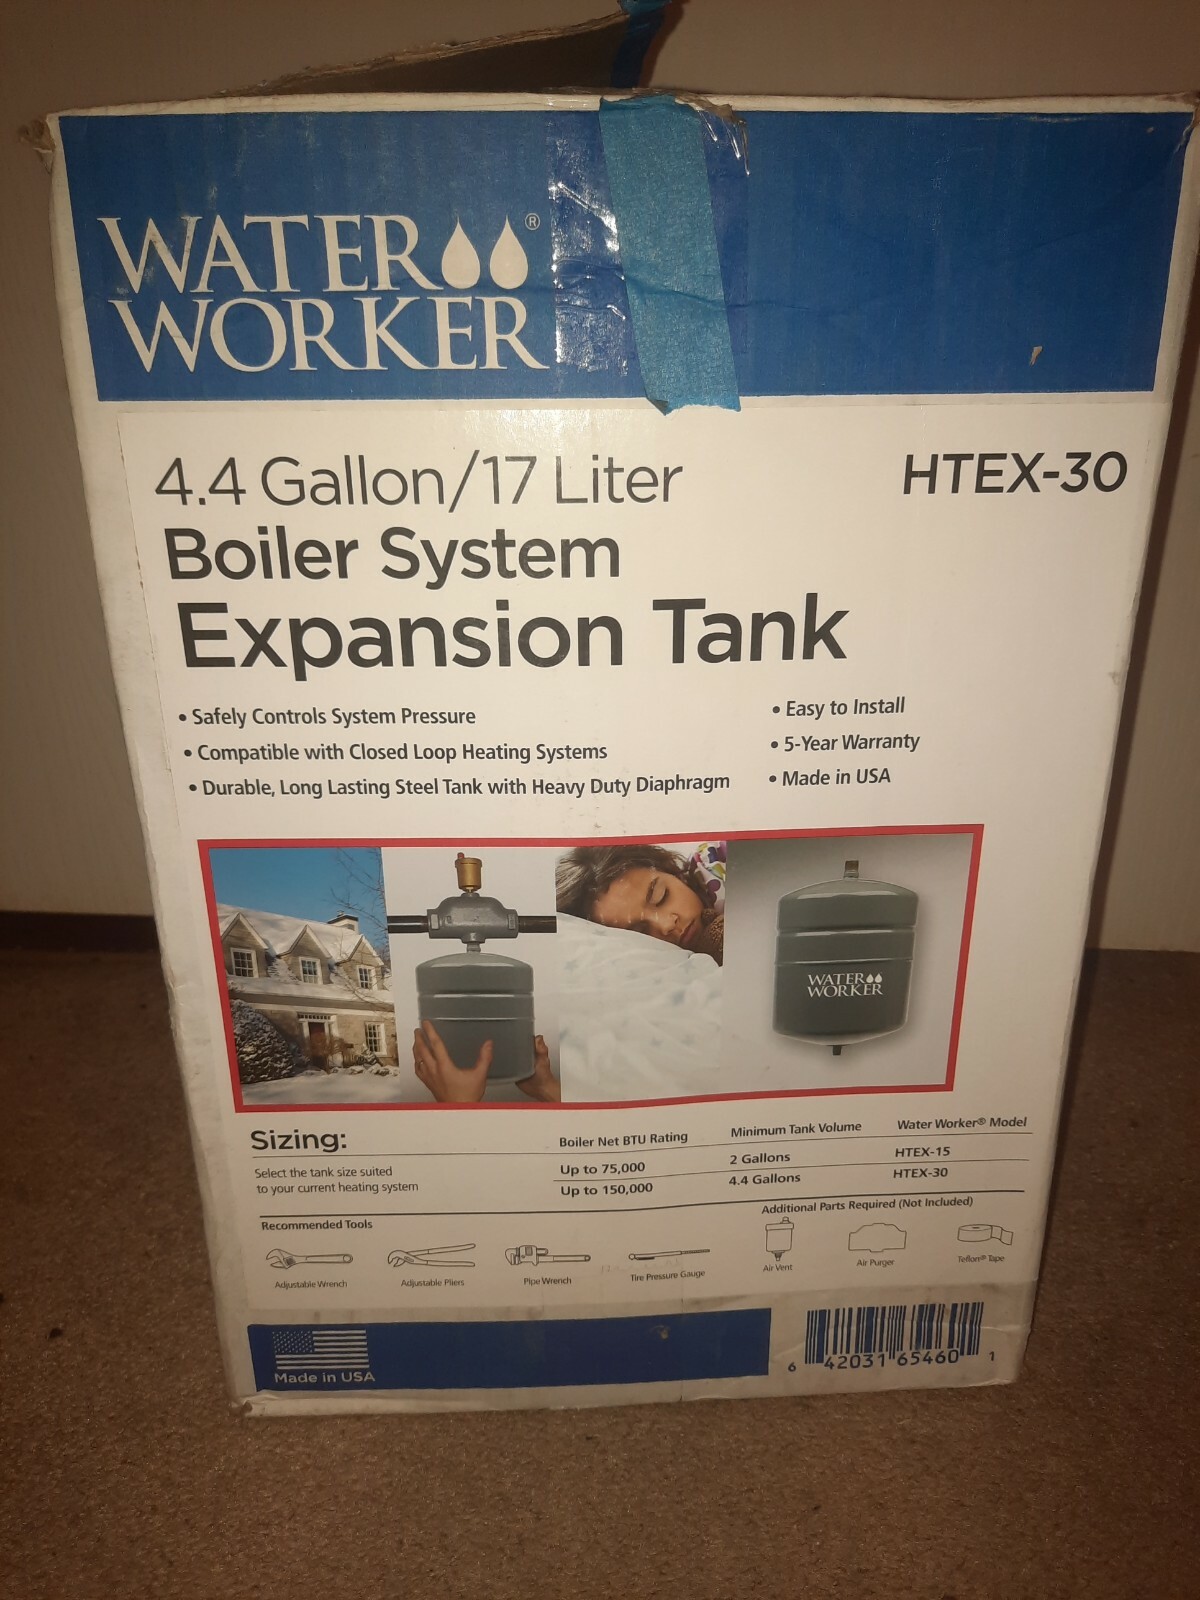 WATER ®
WORKER
4.4 Gallon/17 Liter
HTEX-30
Boiler System
Expansion Tank
• Safely Controls System Pressure
• Compatible with Closed Loop Heating Systems
• Durable, Long Lasting Steel Tank with Heavy Duty Diaphragm
• Easy to Install
• 5-Year Warranty
• Made in USA
WATER
WORKER
Sizing:
Select the tank size suited
to your current heating system
Boiler Net BTU Rating Minimum Tank Volume Water Worker® Model
Up to 75,000 2 Gallons HTEX-15
Up to 150,000 4.4 Gallons HTEX-30
Recommended Tools
Adjustable Wrench Adjustable Pliers Pipe Wrench Tire Pressure Gauge
Additional Parts Required (Not Included)
Air Vent Air Purger Teflon® Tape
Made in USA
6 42031 65460 1